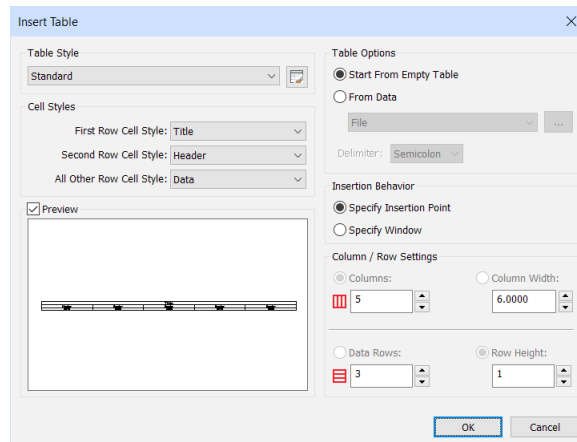 Insert Table
Table Style
Standard
Cell Styles
First Row Cell Style: Title
Second Row Cell Style: Header
All Other Row Cell Style: Data
Preview
Table Options
Start From Empty Table
From Data
File
...
Delimiter: Semicolon
Insertion Behavior
Specify Insertion Point
Specify Window
Column / Row Settings
Columns: Column Width:
5 6.0000
Data Rows: Row Height:
3 1
OK Cancel